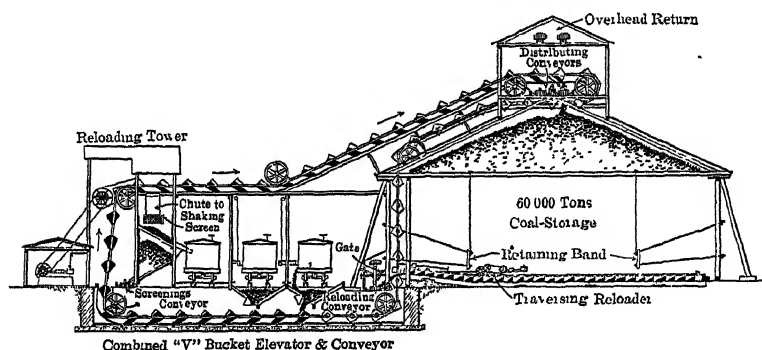 Overhead Return
Distributing
Conveyors
Reloading Tower
Chute to
Shaking
Screen
60 000 Tons
Coal-Storage
Gate
Retaining Band
Screenings
Conveyor
Reloading
Conveyor
Traversing Reloader
Combined "V" Bucket Elevator & Conveyor